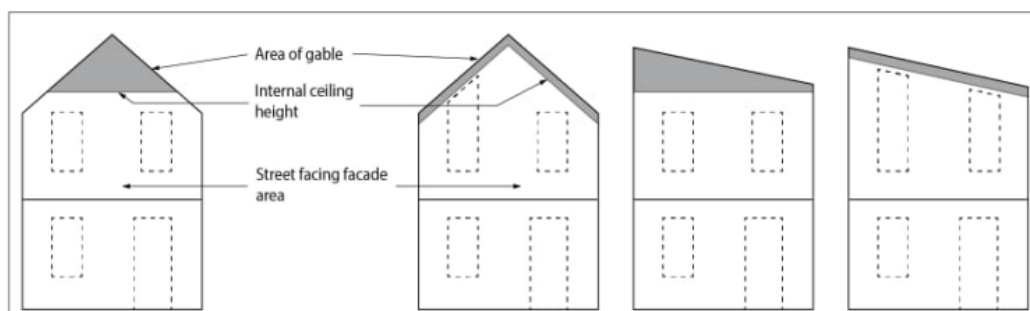 Area of gable
Internal ceiling
height
Street facing facade
area